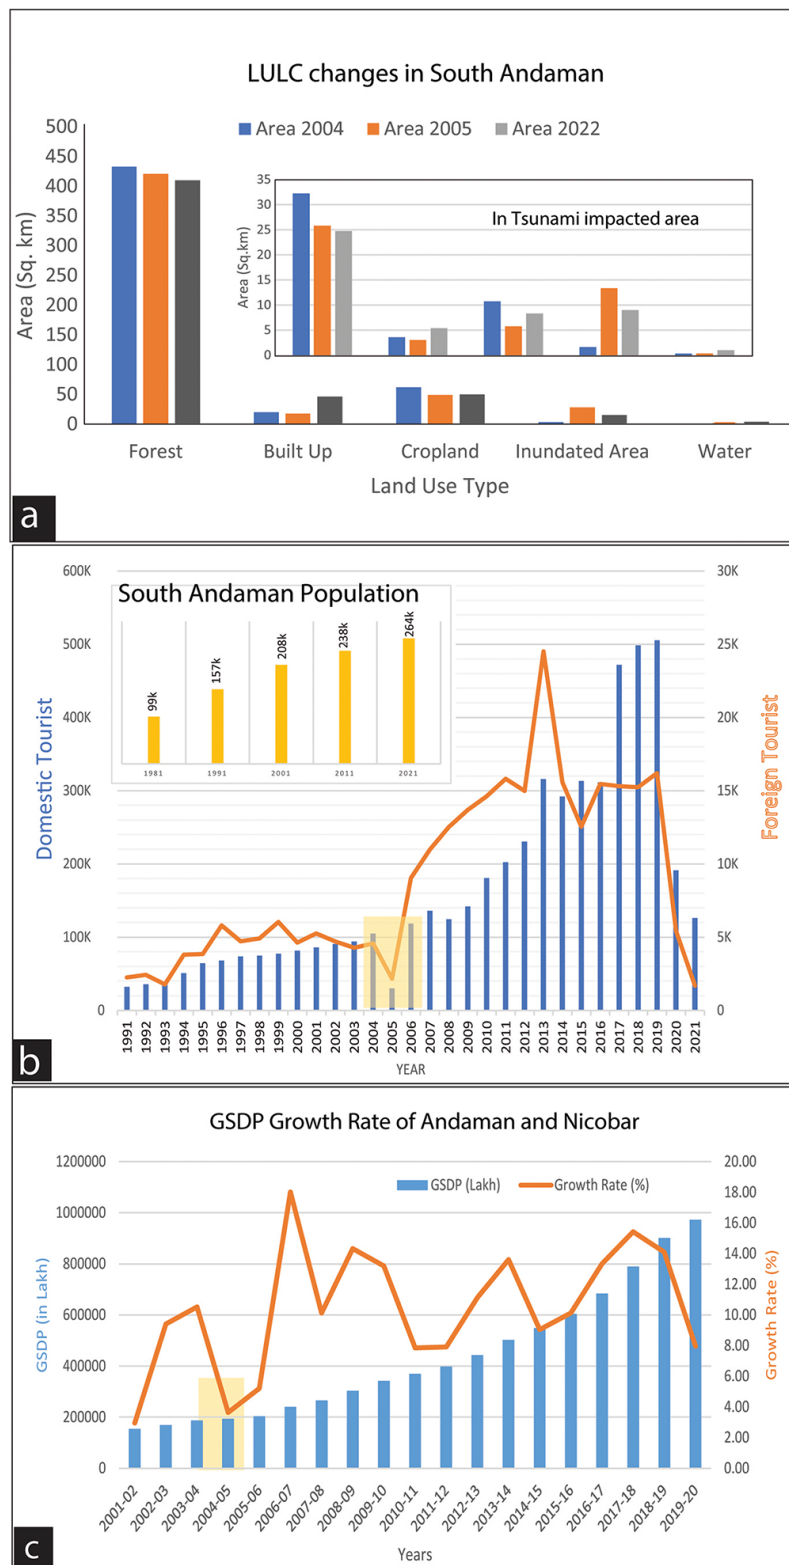 LULC changes in South Andaman
Area 2004 Area 2005 Area 2022
Area (Sq. km)
500
450
400
350
300
250
200
150
100
50
0
In Tsunami impacted area
Area (Sq.km)
35
30
25
20
15
10
5
0
Forest Built Up Cropland Inundated Area Water
Land Use Type
a
600K
500K
400K
300K
200K
100K
0
Domestic Tourist
South Andaman Population
99k 157k 208k 238k 264k
1981 1991 2001 2011 2021
30K
25K
20K
15K
10K
5K
0
Foreign Tourist
1991 1992 1993 1994 1995 1996 1997 1998 1999 2000 2001 2002 2003 2004 2005 2006 2007 2008 2009 2010 2011 2012 2013 2014 2015 2016 2017 2018 2019 2020 2021
YEAR
b
GSDP Growth Rate of Andaman and Nicobar
GSDP (Lakh) Growth Rate (%)
1200000
1000000
800000
600000
400000
200000
0
GSDP (in Lakh)
20.00
18.00
16.00
14.00
12.00
10.00
8.00
6.00
4.00
2.00
0.00
Growth Rate (%)
2001-02 2002-03 2003-04 2004-05 2005-06 2006-07 2007-08 2008-09 2009-10 2010-11 2011-12 2012-13 2013-14 2014-15 2015-16 2016-17 2017-18 2018-19 2019-20
Years
c